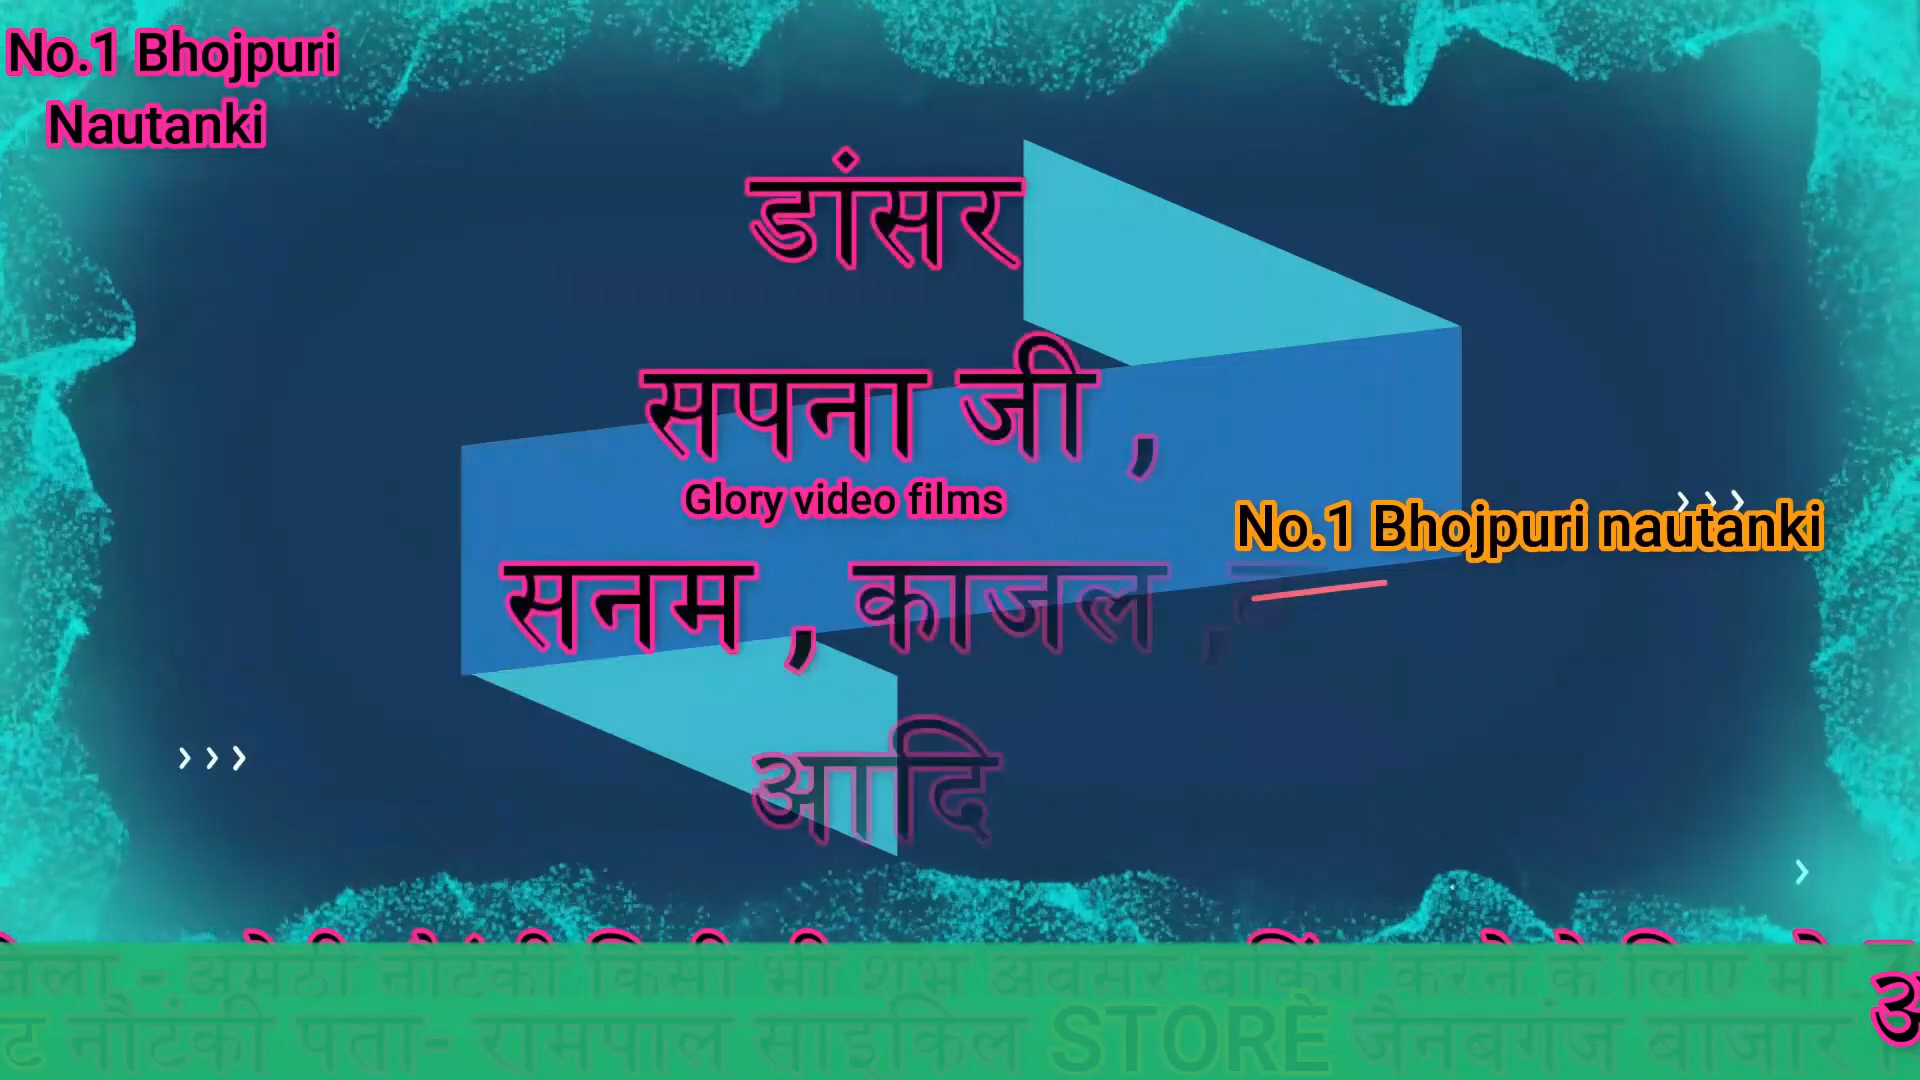 No.1 Bhojpuri
Nautanki
डांसर
सपना जी ,
Glory video films
No.1 Bhojpuri nautanki
सनम , काजल ,
आदि
जिला - अमेठी नौटंकी किसी भी शुभ अवसर बुकिंग करने के लिए मो.
नौटंकी पता- रामपाल साइकिल STORE जैनबगंज बाजार